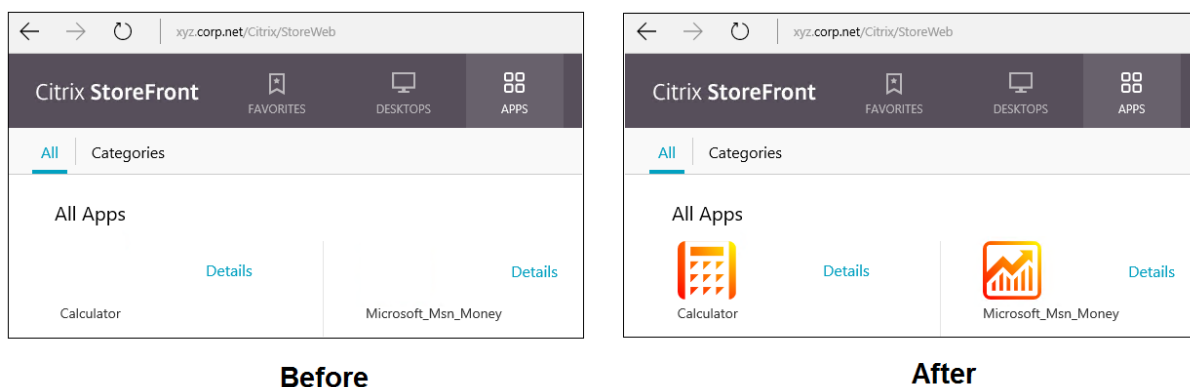 xyz.corp.net/Citrix/StoreWeb
Citrix StoreFront
FAVORITES
DESKTOPS
APPS
All
Categories
All Apps
Details
Details
Calculator
Microsoft_Msn_Money
Before
xyz.corp.net/Citrix/StoreWeb
Citrix StoreFront
FAVORITES
DESKTOPS
APPS
All
Categories
All Apps
Details
Details
Calculator
Microsoft_Msn_Money
After